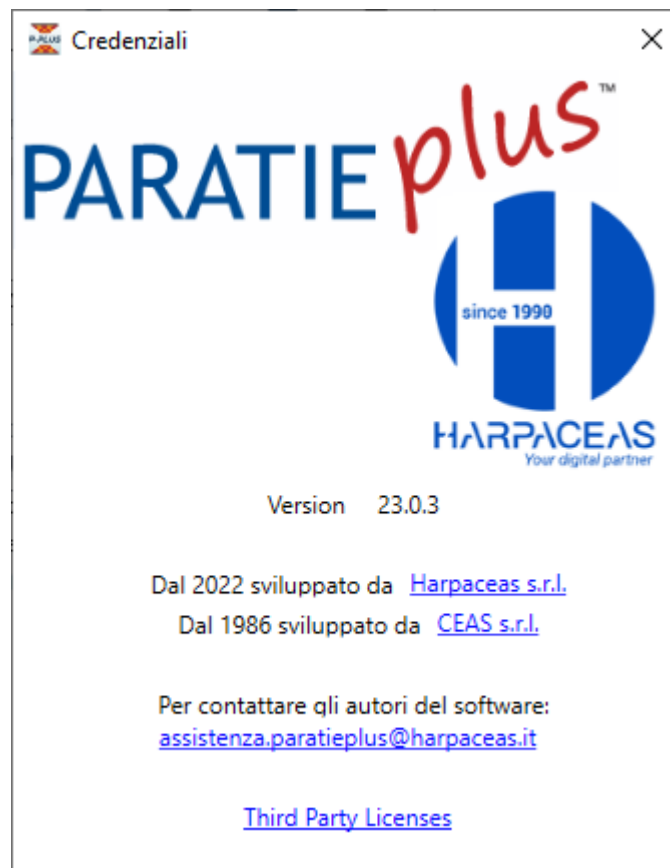 P-PLUS Credenziali
PARATIE plus™
since 1990
HARPACEAS
Your digital partner
Version 23.0.3
Dal 2022 sviluppato da Harpaceas s.r.l.
Dal 1986 sviluppato da CEAS s.r.l.
Per contattare gli autori del software:
assistenza.paratieplus@harpaceas.it
Third Party Licenses